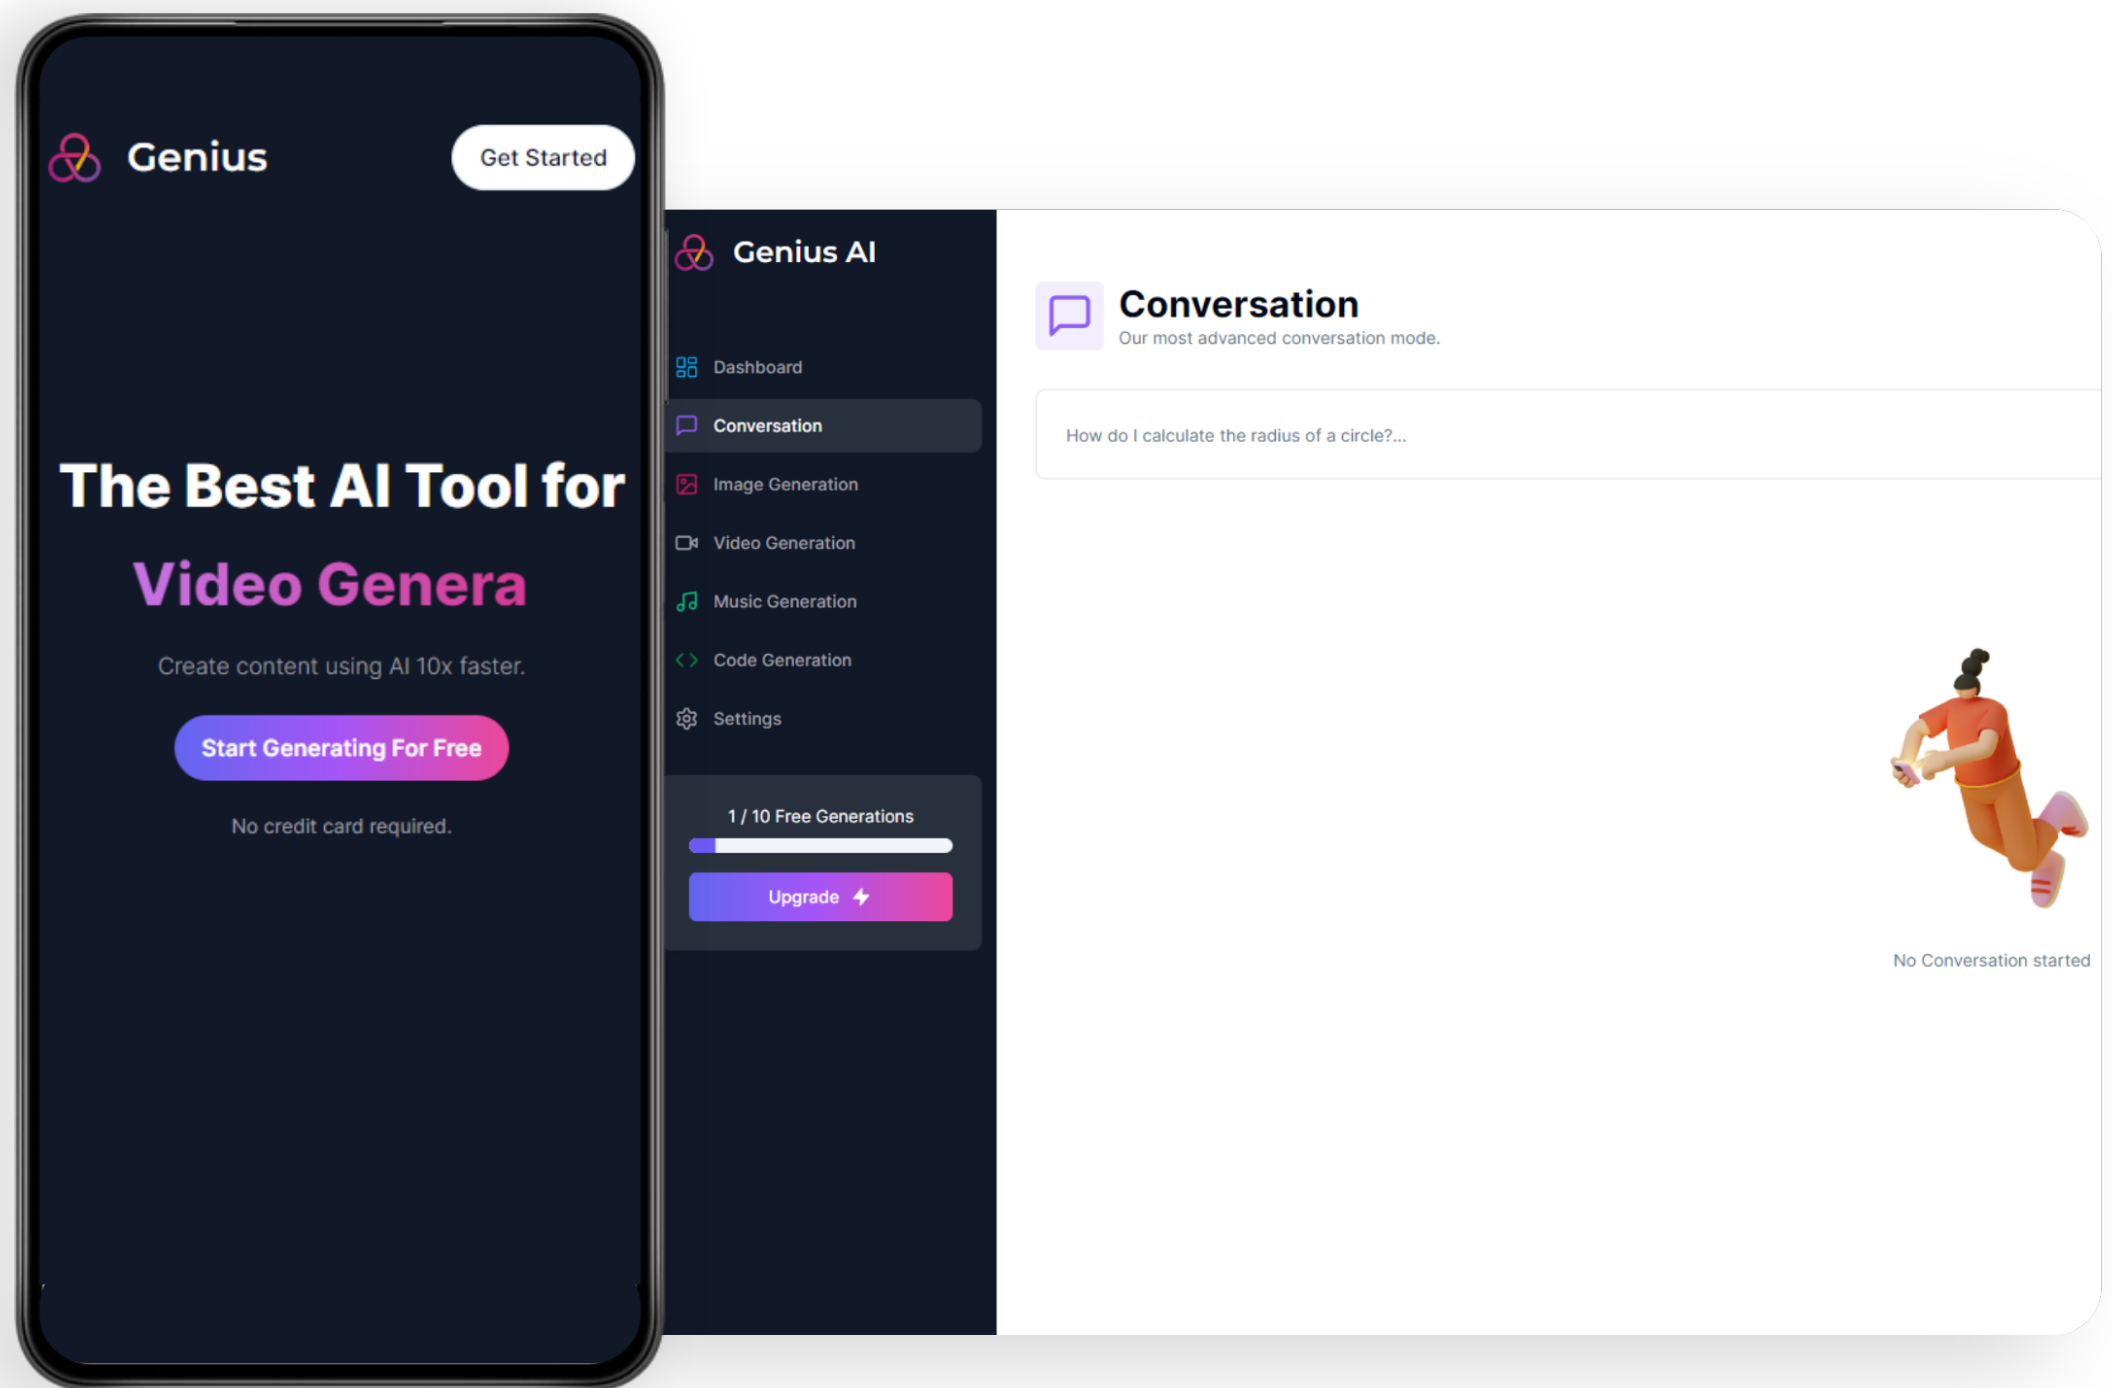 Genius
Get Started
The Best AI Tool for
Video Genera
Create content using AI 10x faster.
Start Generating For Free
No credit card required.
Genius AI
Dashboard
Conversation
Image Generation
Video Generation
Music Generation
Code Generation
Settings
1 / 10 Free Generations
Upgrade
Conversation
Our most advanced conversation mode.
How do I calculate the radius of a circle?...
No Conversation started